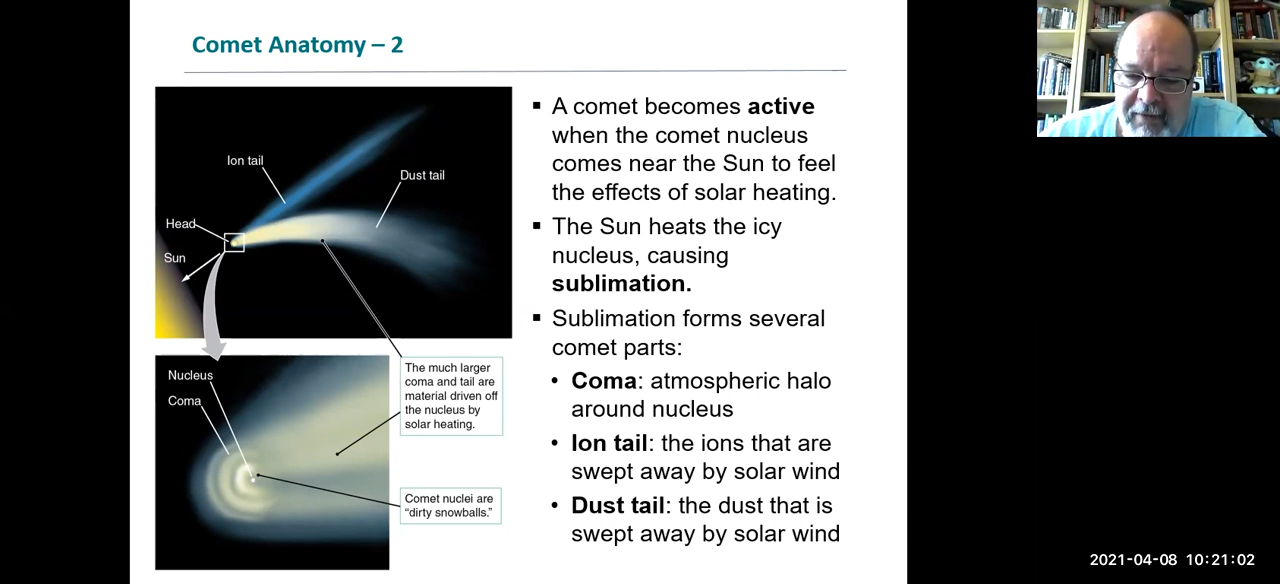 Comet Anatomy – 2
Ion tail
Dust tail
Head
Sun
Nucleus
Coma
The much larger
coma and tail are
material driven off
the nucleus by
solar heating.
Comet nuclei are
“dirty snowballs.”
▪ A comet becomes active
when the comet nucleus
comes near the Sun to feel
the effects of solar heating.
▪ The Sun heats the icy
nucleus, causing
sublimation.
▪ Sublimation forms several
comet parts:
• Coma: atmospheric halo
around nucleus
• Ion tail: the ions that are
swept away by solar wind
• Dust tail: the dust that is
swept away by solar wind
2021-04-08 10:21:02